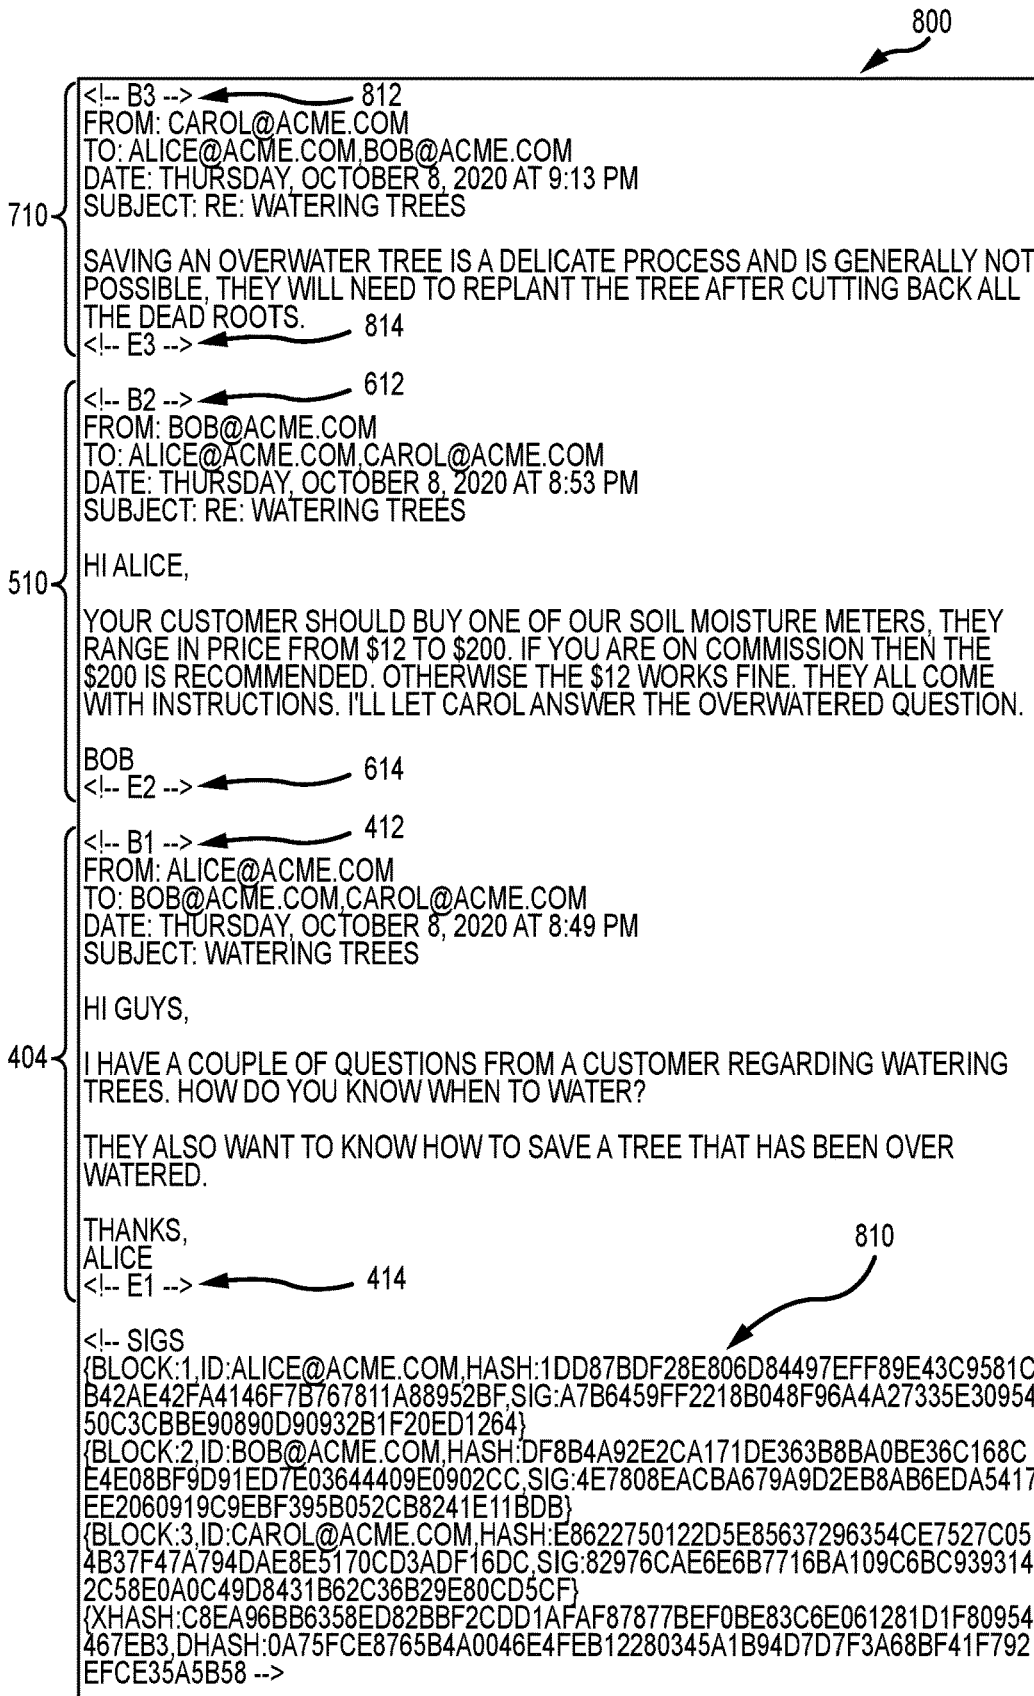 800
<!-- B3 --> 812
FROM: CAROL@ACME.COM
TO: ALICE@ACME.COM,BOB@ACME.COM
DATE: THURSDAY, OCTOBER 8, 2020 AT 9:13 PM
SUBJECT: RE: WATERING TREES
710
SAVING AN OVERWATER TREE IS A DELICATE PROCESS AND IS GENERALLY NOT
POSSIBLE, THEY WILL NEED TO REPLANT THE TREE AFTER CUTTING BACK ALL
THE DEAD ROOTS.
<!-- E3 --> 814
<!-- B2 --> 612
FROM: BOB@ACME.COM
TO: ALICE@ACME.COM,CAROL@ACME.COM
DATE: THURSDAY, OCTOBER 8, 2020 AT 8:53 PM
SUBJECT: RE: WATERING TREES
HI ALICE,
510
YOUR CUSTOMER SHOULD BUY ONE OF OUR SOIL MOISTURE METERS, THEY
RANGE IN PRICE FROM $12 TO $200. IF YOU ARE ON COMMISSION THEN THE
$200 IS RECOMMENDED. OTHERWISE THE $12 WORKS FINE. THEY ALL COME
WITH INSTRUCTIONS. I'LL LET CAROL ANSWER THE OVERWATERED QUESTION.
BOB
<!-- E2 --> 614
<!-- B1 --> 412
FROM: ALICE@ACME.COM
TO: BOB@ACME.COM,CAROL@ACME.COM
DATE: THURSDAY, OCTOBER 8, 2020 AT 8:49 PM
SUBJECT: WATERING TREES
HI GUYS,
404
I HAVE A COUPLE OF QUESTIONS FROM A CUSTOMER REGARDING WATERING
TREES. HOW DO YOU KNOW WHEN TO WATER?
THEY ALSO WANT TO KNOW HOW TO SAVE A TREE THAT HAS BEEN OVER
WATERED.
THANKS,
ALICE
<!-- E1 --> 414
810
<!-- SIGS
{BLOCK:1,ID:ALICE@ACME.COM,HASH:1DD87BDF28E806D84497EFF89E43C9581C
B42AE42FA4146F7B767811A88952BF,SIG:A7B6459FF2218B048F96A4A27335E30954
50C3CBBE90890D90932B1F20ED1264}
{BLOCK:2,ID:BOB@ACME.COM,HASH:DF8B4A92E2CA171DE363B8BA0BE36C168C
E4E08BF9D91ED7E03644409E0902CC,SIG:4E7808EACBA679A9D2EB8AB6EDA5417
EE2060919C9EBF395B052CB8241E11BDB}
{BLOCK:3,ID:CAROL@ACME.COM,HASH:E8622750122D5E85637296354CE7527C05
4B37F47A794DAE8E5170CD3ADF16DC,SIG:82976CAE6E6B7716BA109C6BC939314
2C58E0A0C49D8431B62C36B29E80CD5CF}
{XHASH:C8EA96BB6358ED82BBF2CDD1AFAF87877BEF0BE83C6E061281D1F80954
467EB3,DHASH:0A75FCE8765B4A0046E4FEB12280345A1B94D7D7F3A68BF41F792
EFCE35A5B58 -->